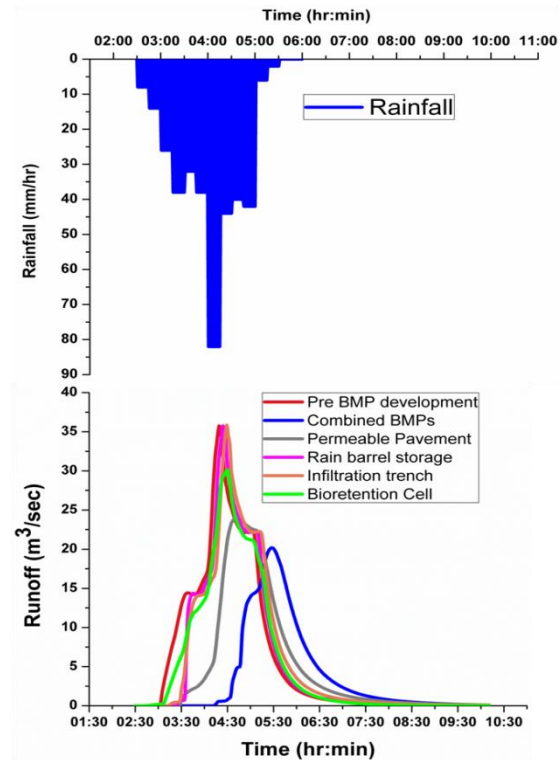 Time (hr:min)
02:00 03:00 04:00 05:00 06:00 07:00 08:00 09:00 10:00 11:00
0
10
20
30
40
50
60
70
80
90
Rainfall (mm/hr)
Rainfall
40
35
30
25
20
15
10
5
0
Runoff (m³/sec)
Pre BMP development
Combined BMPs
Permeable Pavement
Rain barrel storage
Infiltration trench
Bioretention Cell
01:30 02:30 03:30 04:30 05:30 06:30 07:30 08:30 09:30 10:30
Time (hr:min)